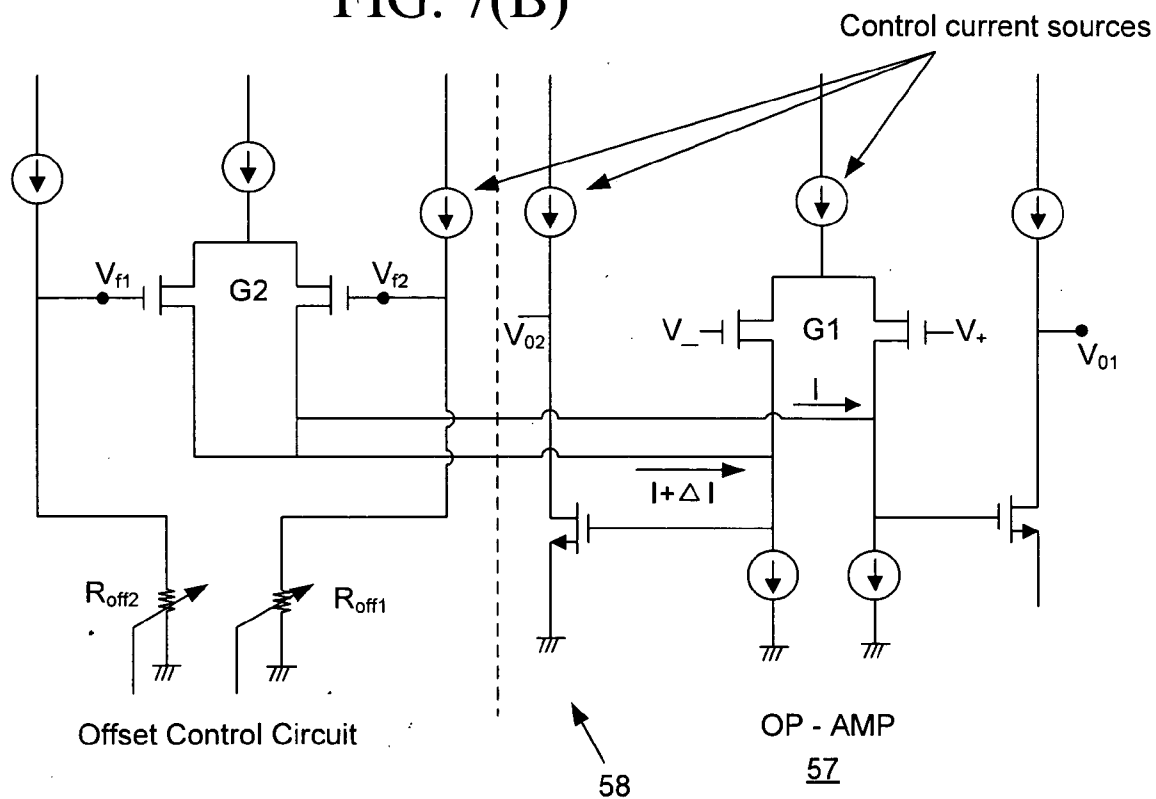 FIG. 7(B)
Control current sources
Vf1
G2
Vf2
V02
V_
G1
V+
V01
I
I+ΔI
Roff2
Roff1
Offset Control Circuit
OP - AMP
57
58